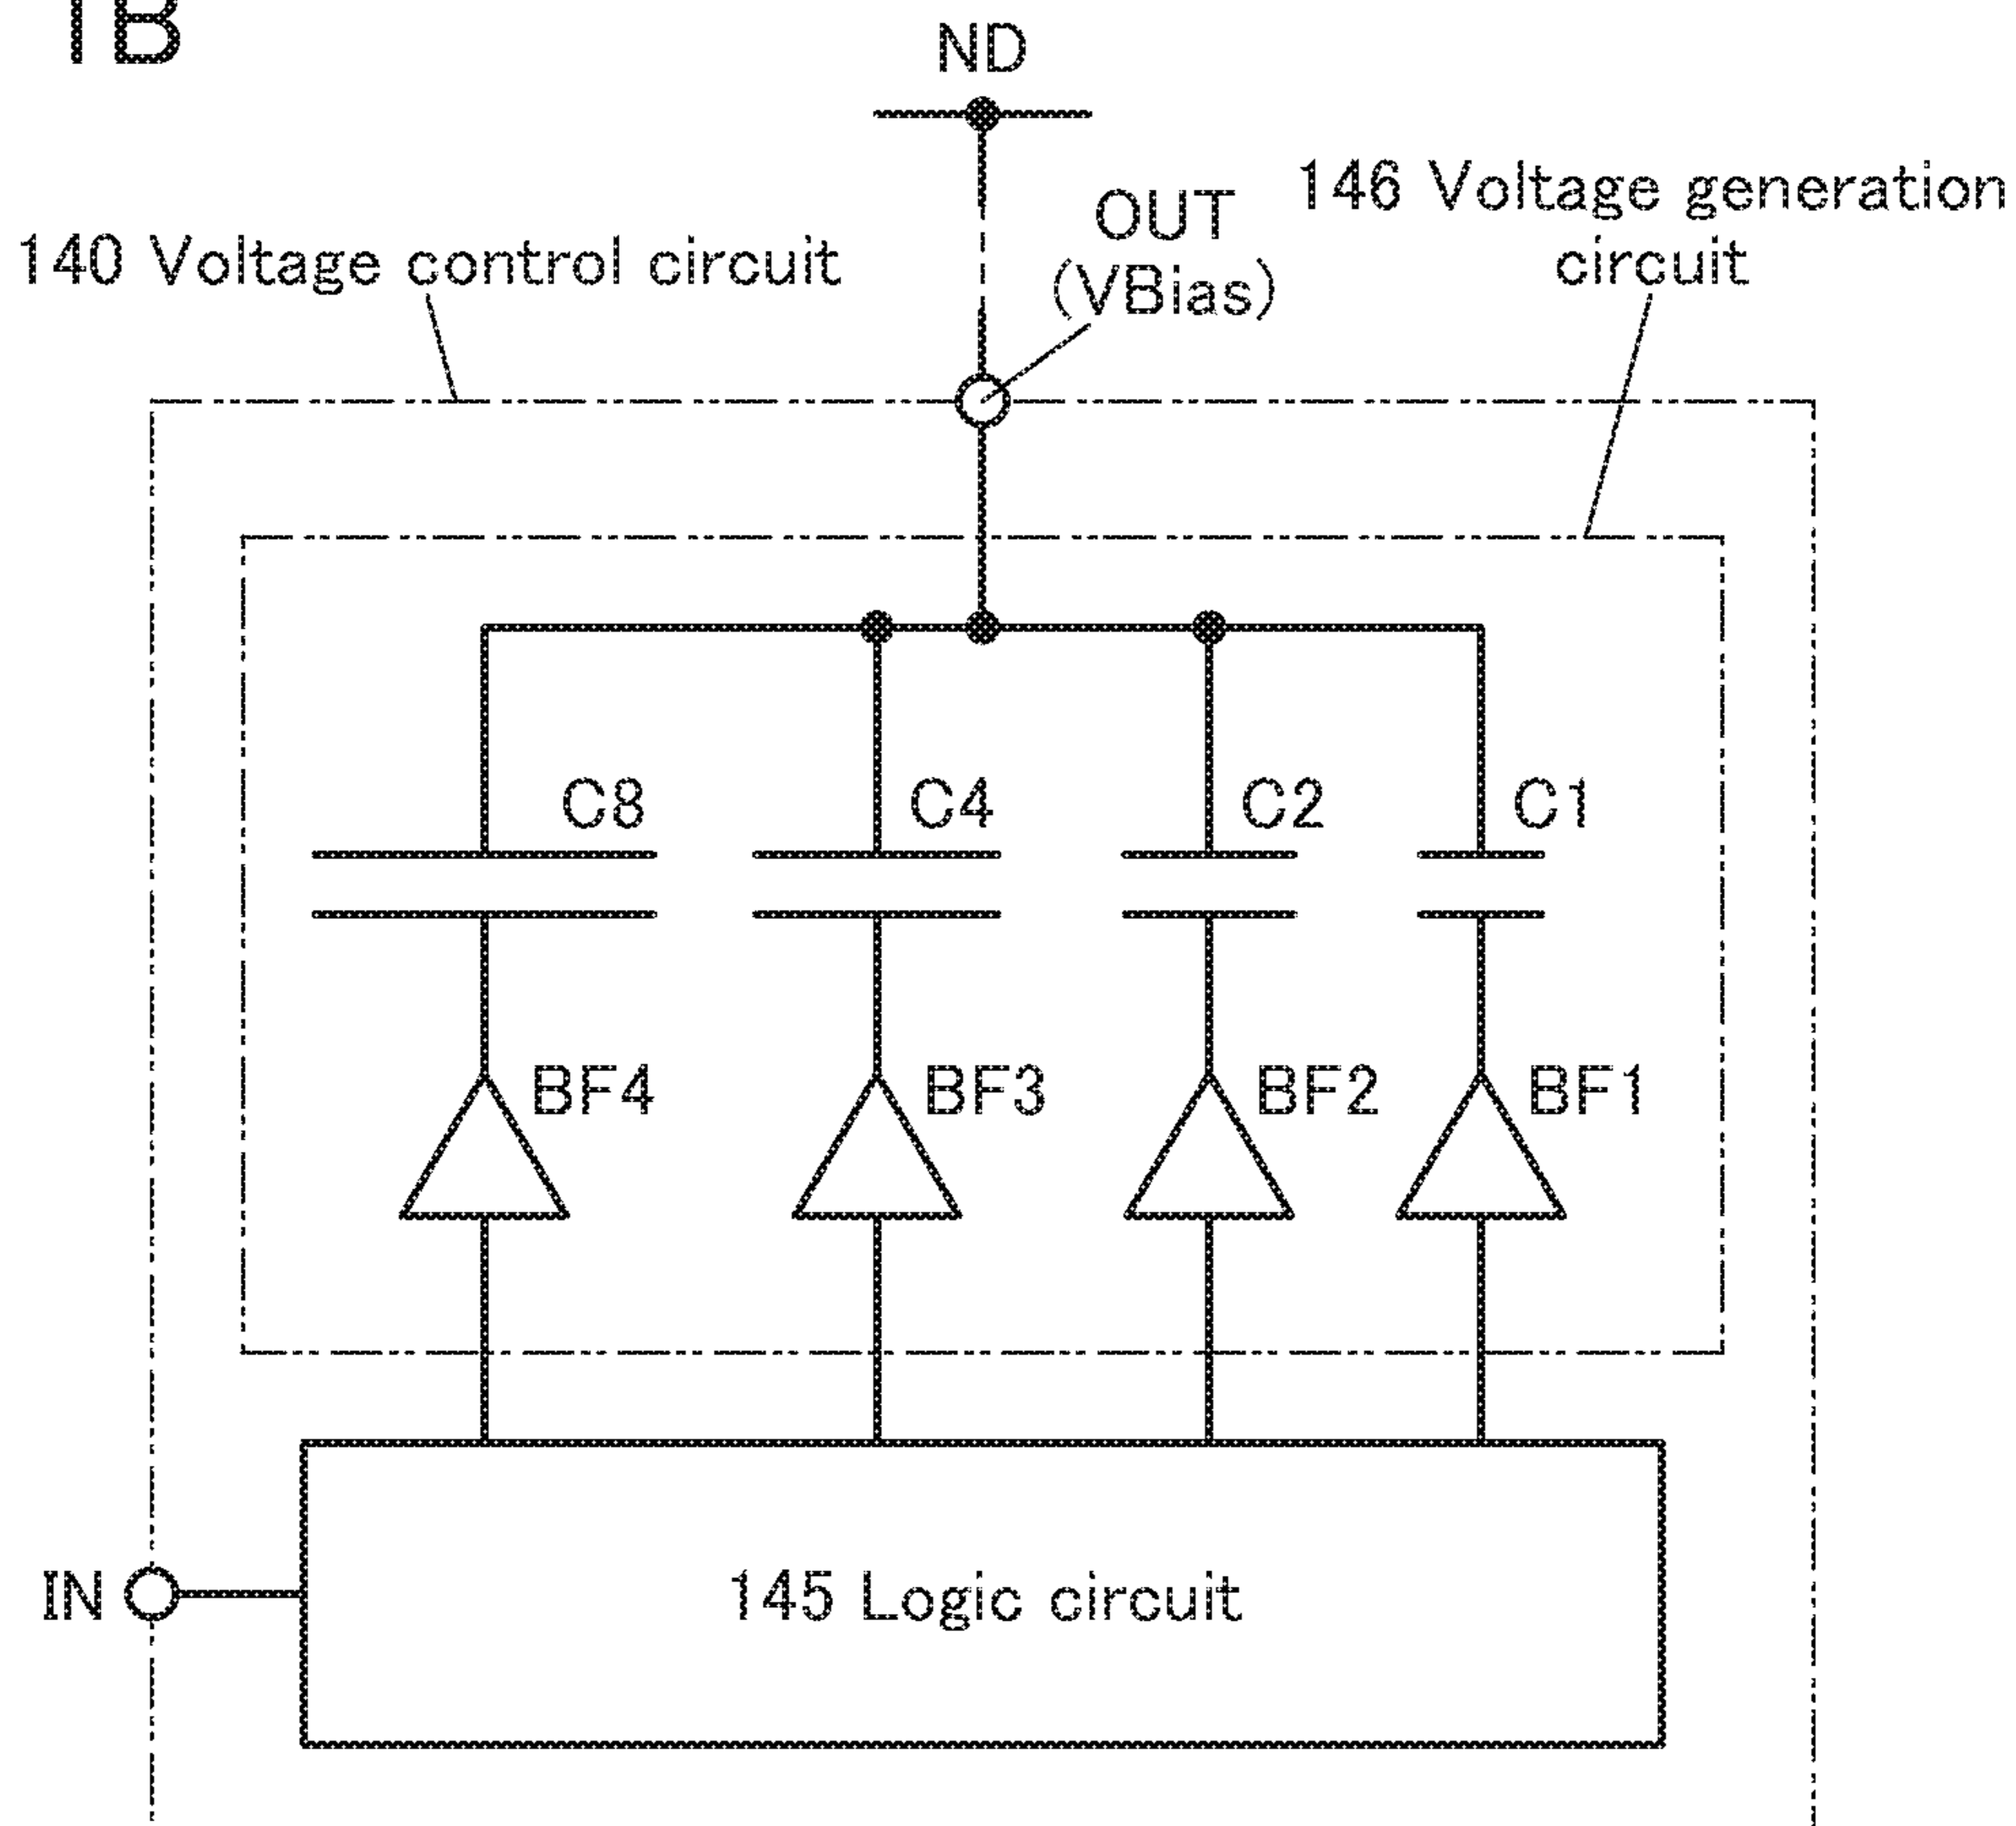 1B
ND
OUT
(VBias)
146 Voltage generation
circuit
140 Voltage control circuit
C8
C4
C2
C1
BF4
BF3
BF2
BF1
IN
145 Logic circuit